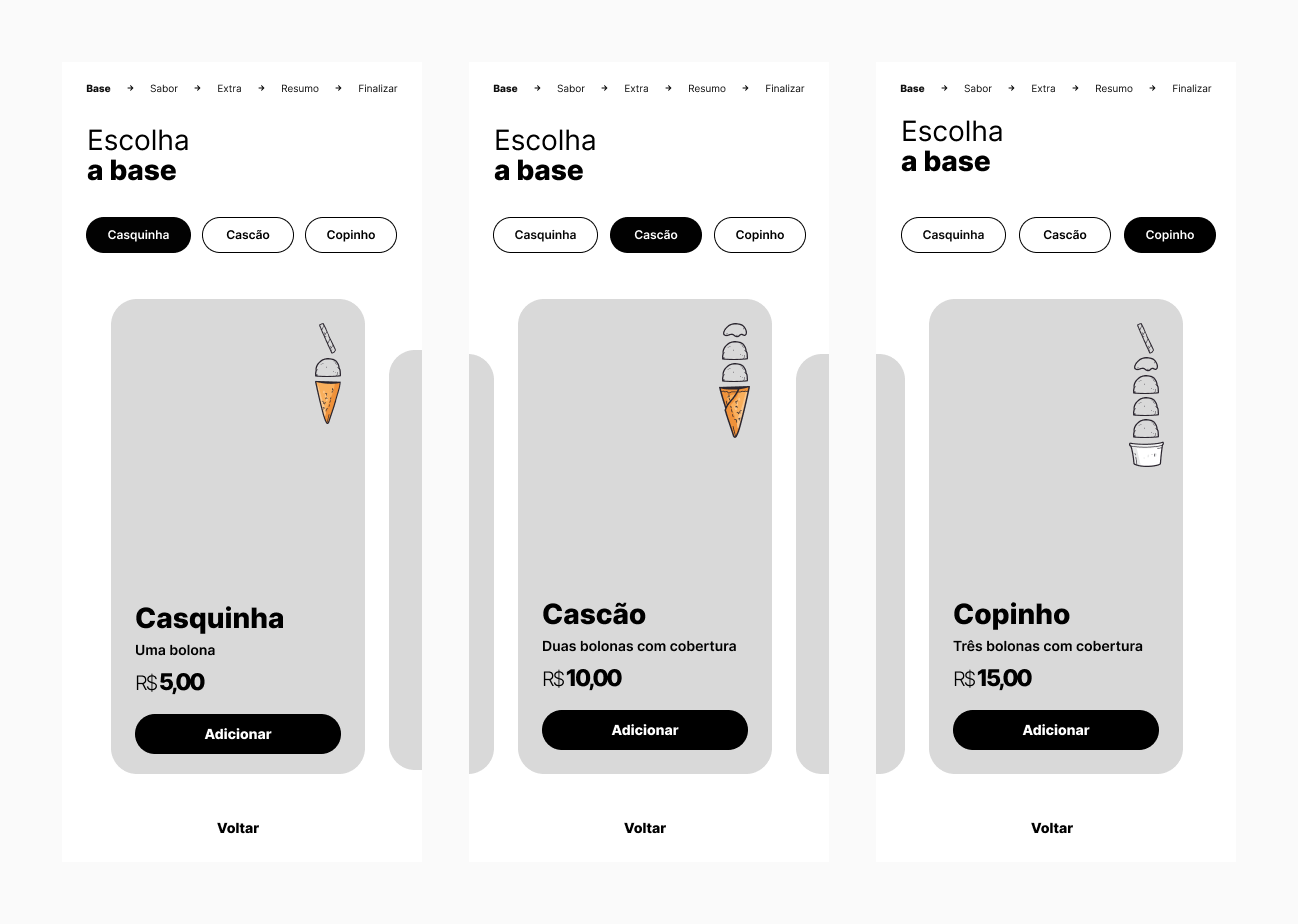 Base → Sabor → Extra → Resumo → Finalizar
Escolha
a base
Casquinha Cascão Copinho
Casquinha
Uma bolona
R$ 5,00
Adicionar
Voltar
Base → Sabor → Extra → Resumo → Finalizar
Escolha
a base
Casquinha Cascão Copinho
Cascão
Duas bolonas com cobertura
R$ 10,00
Adicionar
Voltar
Base → Sabor → Extra → Resumo → Finalizar
Escolha
a base
Casquinha Cascão Copinho
Copinho
Três bolonas com cobertura
R$ 15,00
Adicionar
Voltar